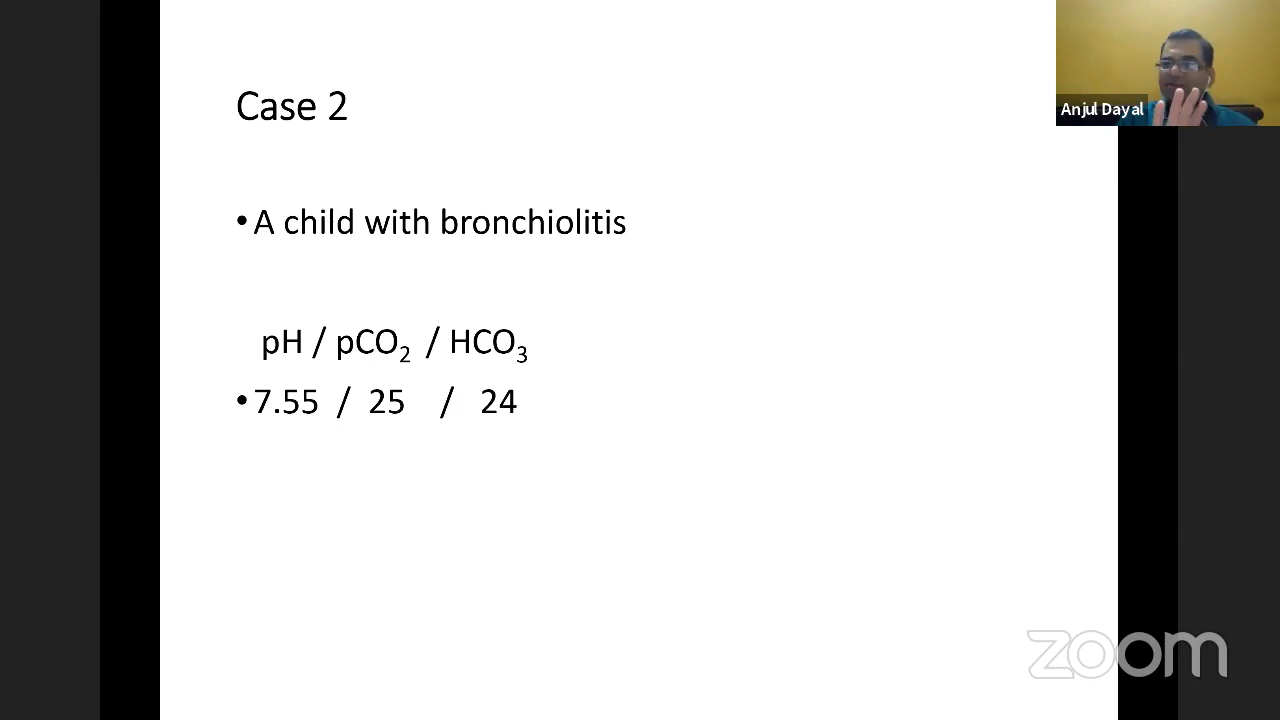 Case 2
Anjul Dayal
•A child with bronchiolitis
pH / pCO₂ / HCO₃
•7.55 / 25 / 24
zoom